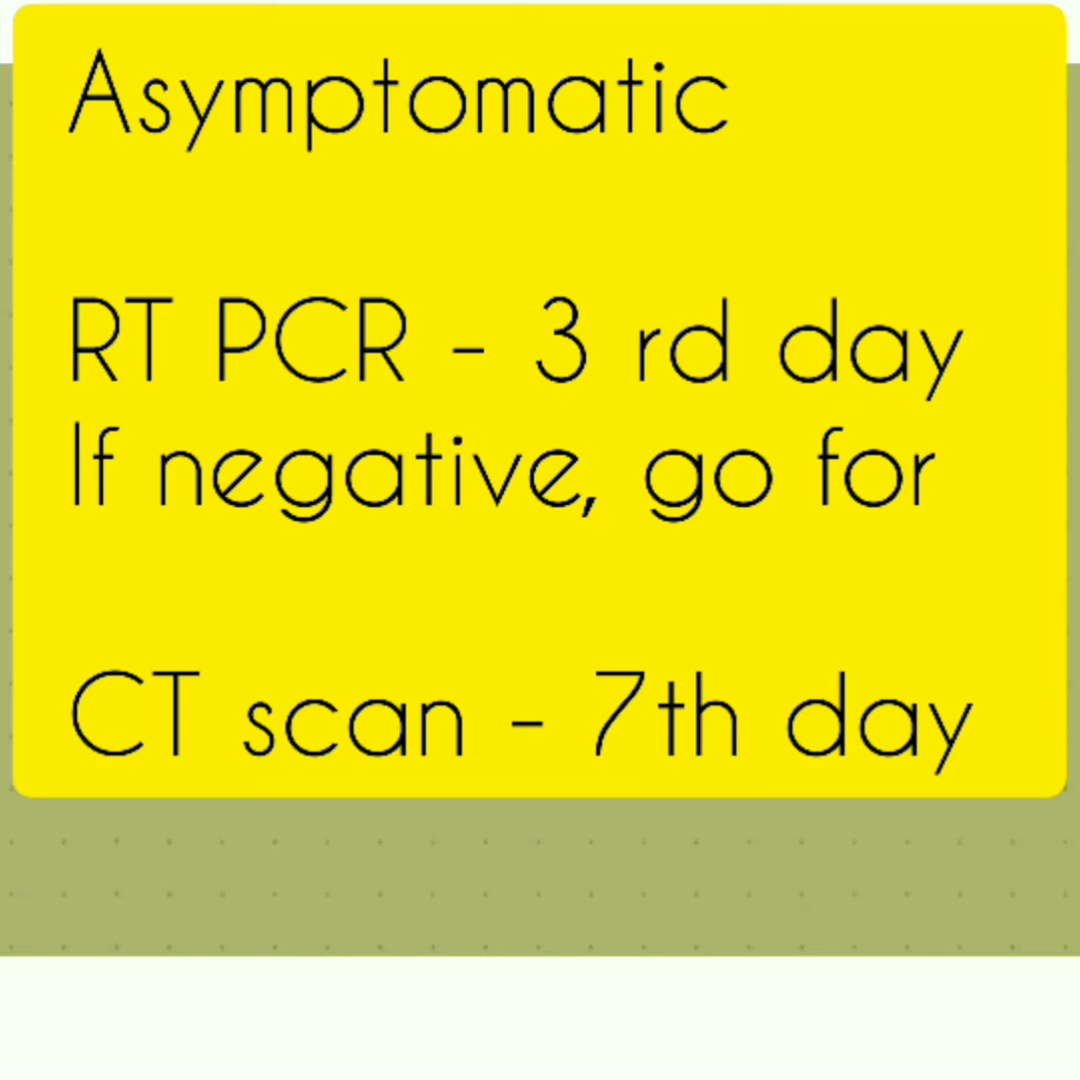 Asymptomatic
RT PCR - 3 rd day
If negative, go for
CT scan - 7th day